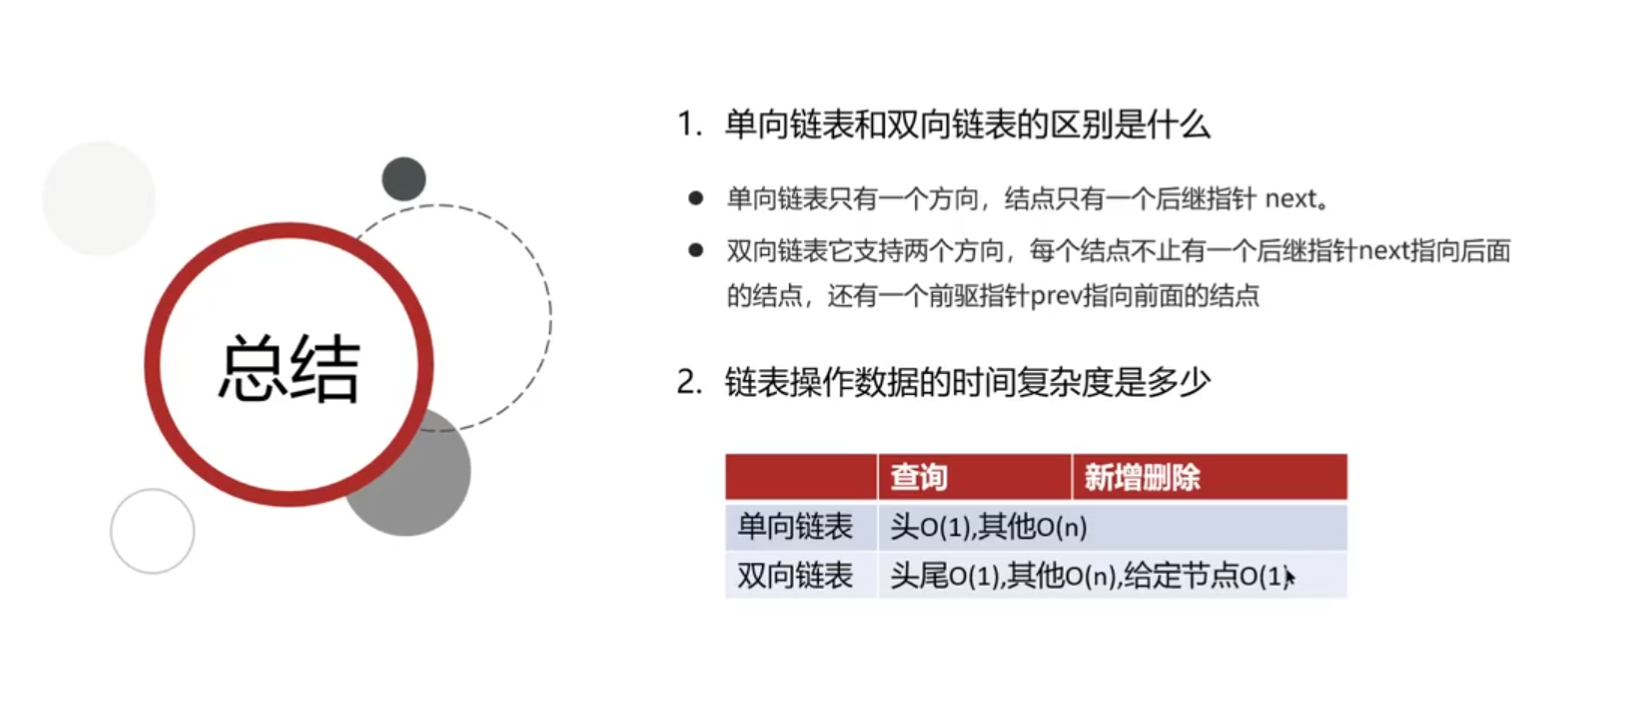 总结
1. 单向链表和双向链表的区别是什么
● 单向链表只有一个方向，结点只有一个后继指针 next。
● 双向链表它支持两个方向，每个结点不止有一个后继指针next指向后面
的结点，还有一个前驱指针prev指向前面的结点
2. 链表操作数据的时间复杂度是多少
查询 新增删除
单向链表 头O(1),其他O(n)
双向链表 头尾O(1),其他O(n),给定节点O(1)